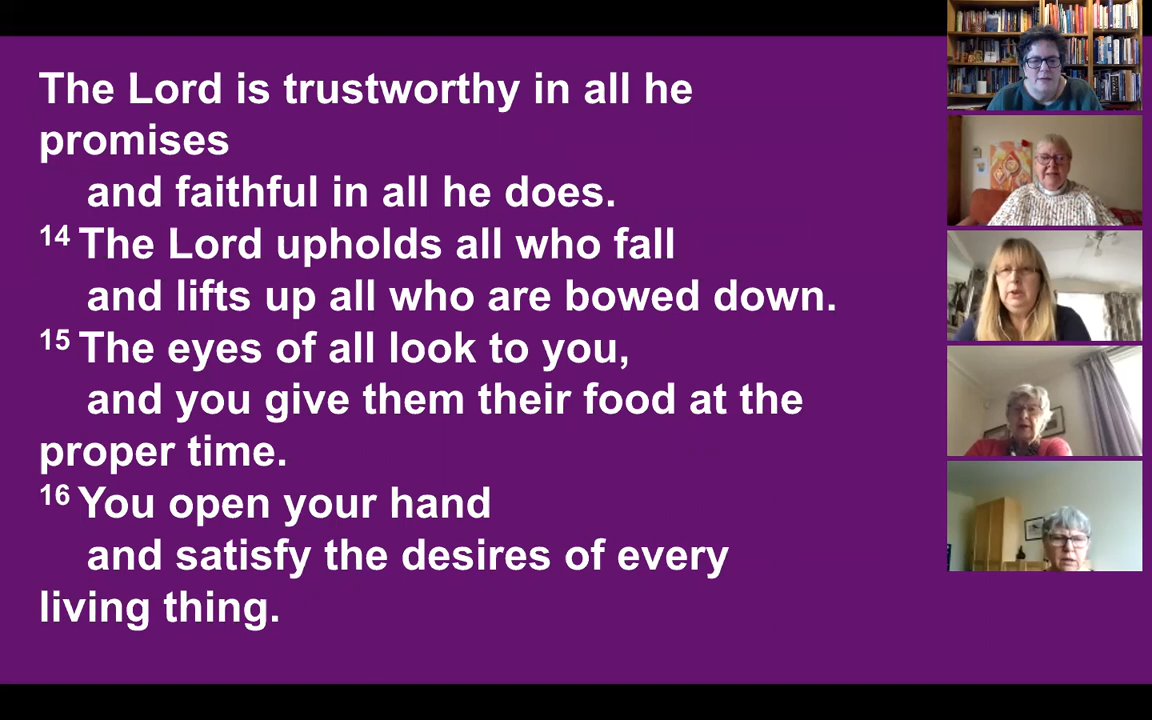 The Lord is trustworthy in all he
promises
and faithful in all he does.
14 The Lord upholds all who fall
and lifts up all who are bowed down.
15 The eyes of all look to you,
and you give them their food at the
proper time.
16 You open your hand
and satisfy the desires of every
living thing.